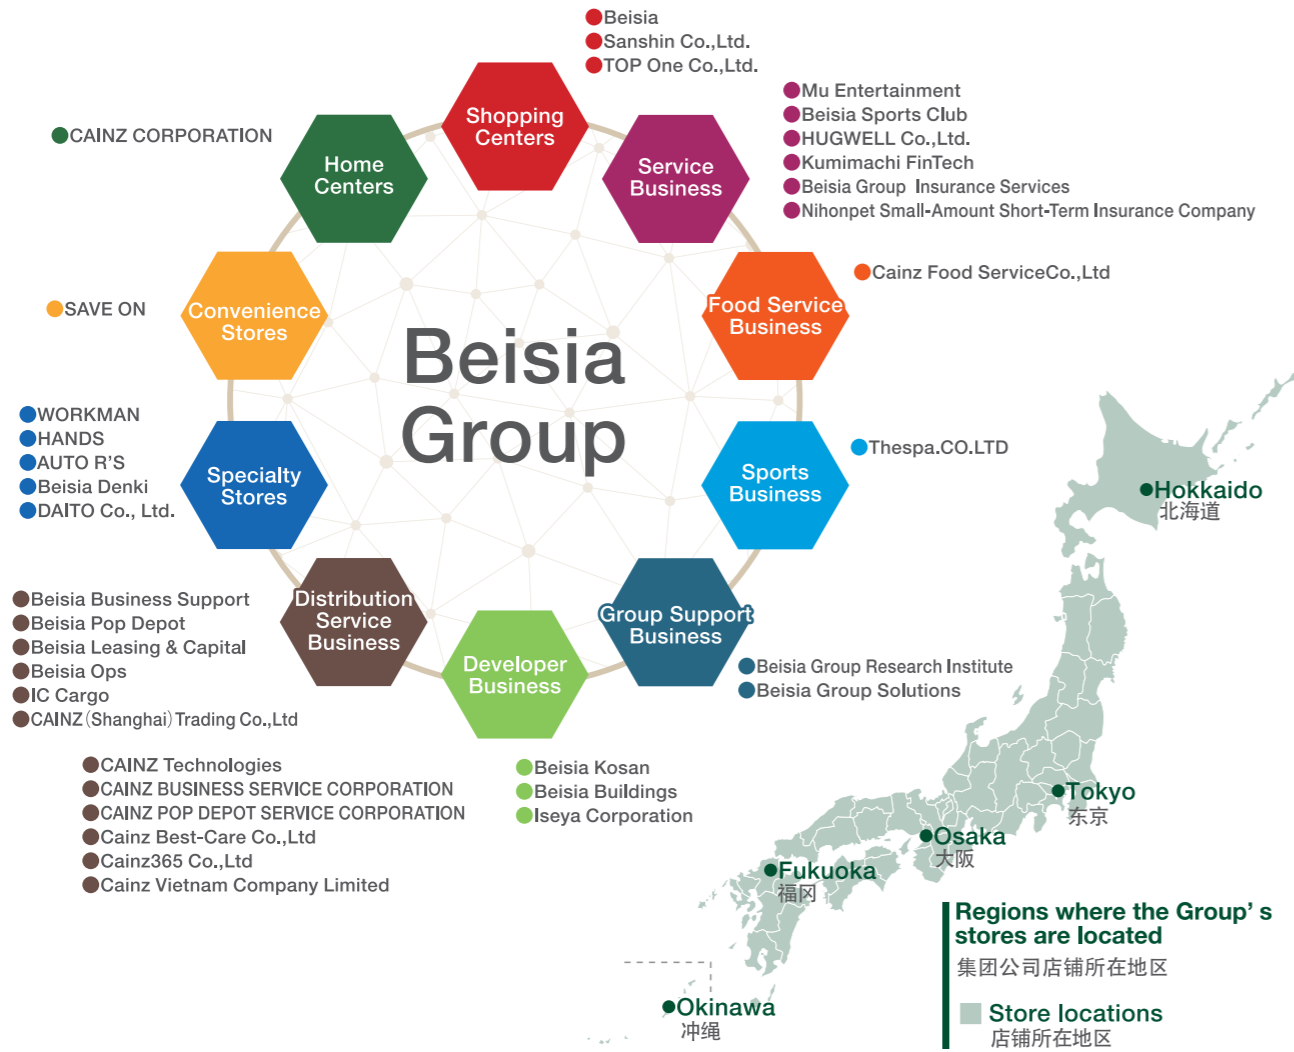 Beisia
Sanshin Co.,Ltd.
TOP One Co.,Ltd.
Shopping
Centers
Mu Entertainment
Beisia Sports Club
HUGWELL Co.,Ltd.
Kumimachi FinTech
Beisia Group Insurance Services
Nihonpet Small-Amount Short-Term Insurance Company
Service
Business
CAINZ CORPORATION
Home
Centers
Cainz Food ServiceCo.,Ltd
Food Service
Business
SAVE ON
Convenience
Stores
Beisia
Group
WORKMAN
HANDS
AUTO R'S
Beisia Denki
DAITO Co., Ltd.
Specialty
Stores
Thespa.CO.LTD
Sports
Business
Beisia Business Support
Beisia Pop Depot
Beisia Leasing & Capital
Beisia Ops
IC Cargo
CAINZ(Shanghai)Trading Co.,Ltd
Distribution
Service
Business
CAINZ Technologies
CAINZ BUSINESS SERVICE CORPORATION
CAINZ POP DEPOT SERVICE CORPORATION
Cainz Best-Care Co.,Ltd
Cainz365 Co.,Ltd
Cainz Vietnam Company Limited
Developer
Business
Beisia Kosan
Beisia Buildings
Iseya Corporation
Group Support
Business
Beisia Group Research Institute
Beisia Group Solutions
Hokkaido
北海道
Tokyo
东京
Osaka
大阪
Fukuoka
福冈
Okinawa
冲绳
Regions where the Group's
stores are located
集团公司店铺所在地区
Store locations
店铺所在地区